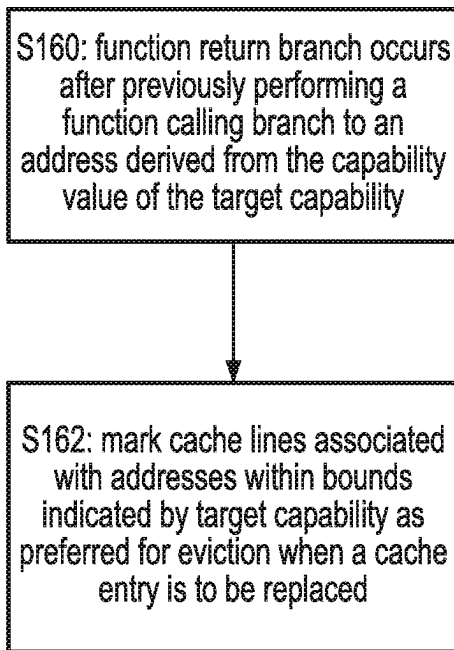 S160: function return branch occurs
after previously performing a
function calling branch to an
address derived from the capability
value of the target capability
S162: mark cache lines associated
with addresses within bounds
indicated by target capability as
preferred for eviction when a cache
entry is to be replaced